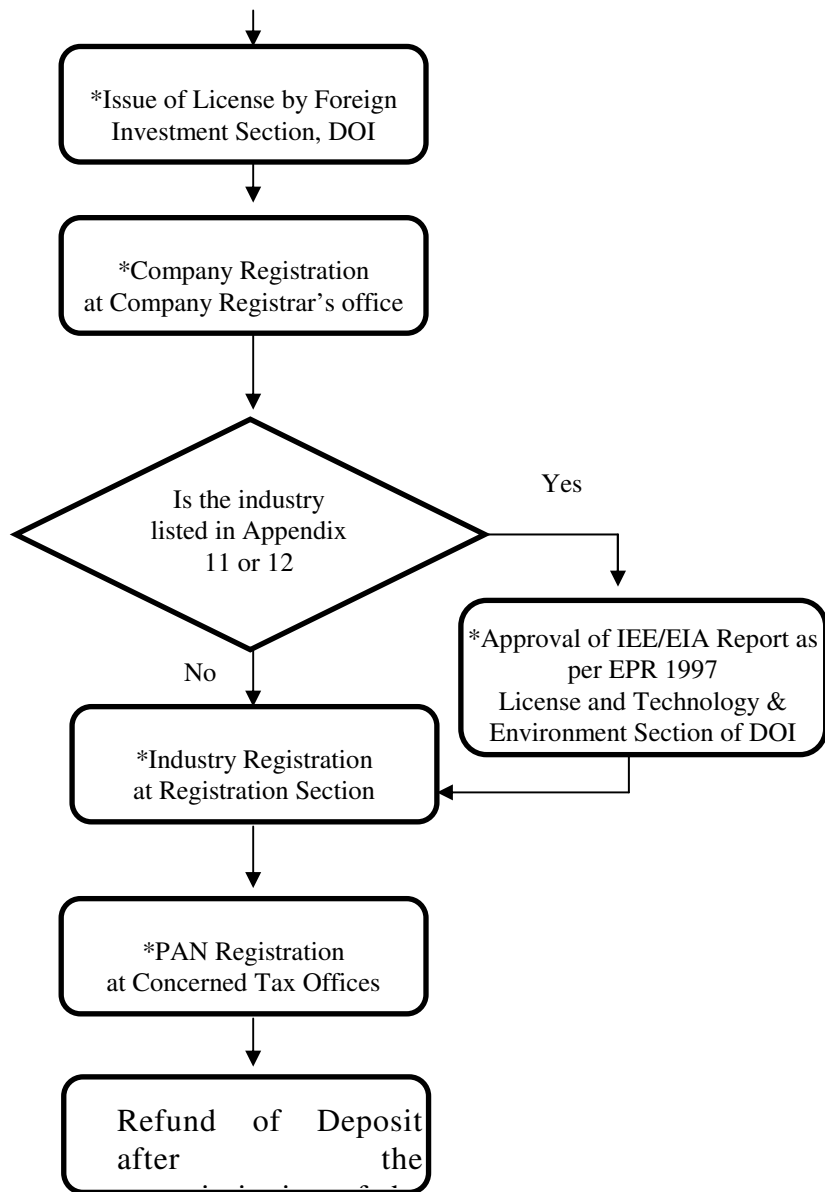 *Issue of License by Foreign
Investment Section, DOI
*Company Registration
at Company Registrar’s office
Is the industry
listed in Appendix
11 or 12
Yes
*Approval of IEE/EIA Report as
per EPR 1997
License and Technology &
Environment Section of DOI
No
*Industry Registration
at Registration Section
*PAN Registration
at Concerned Tax Offices
Refund of Deposit
after the